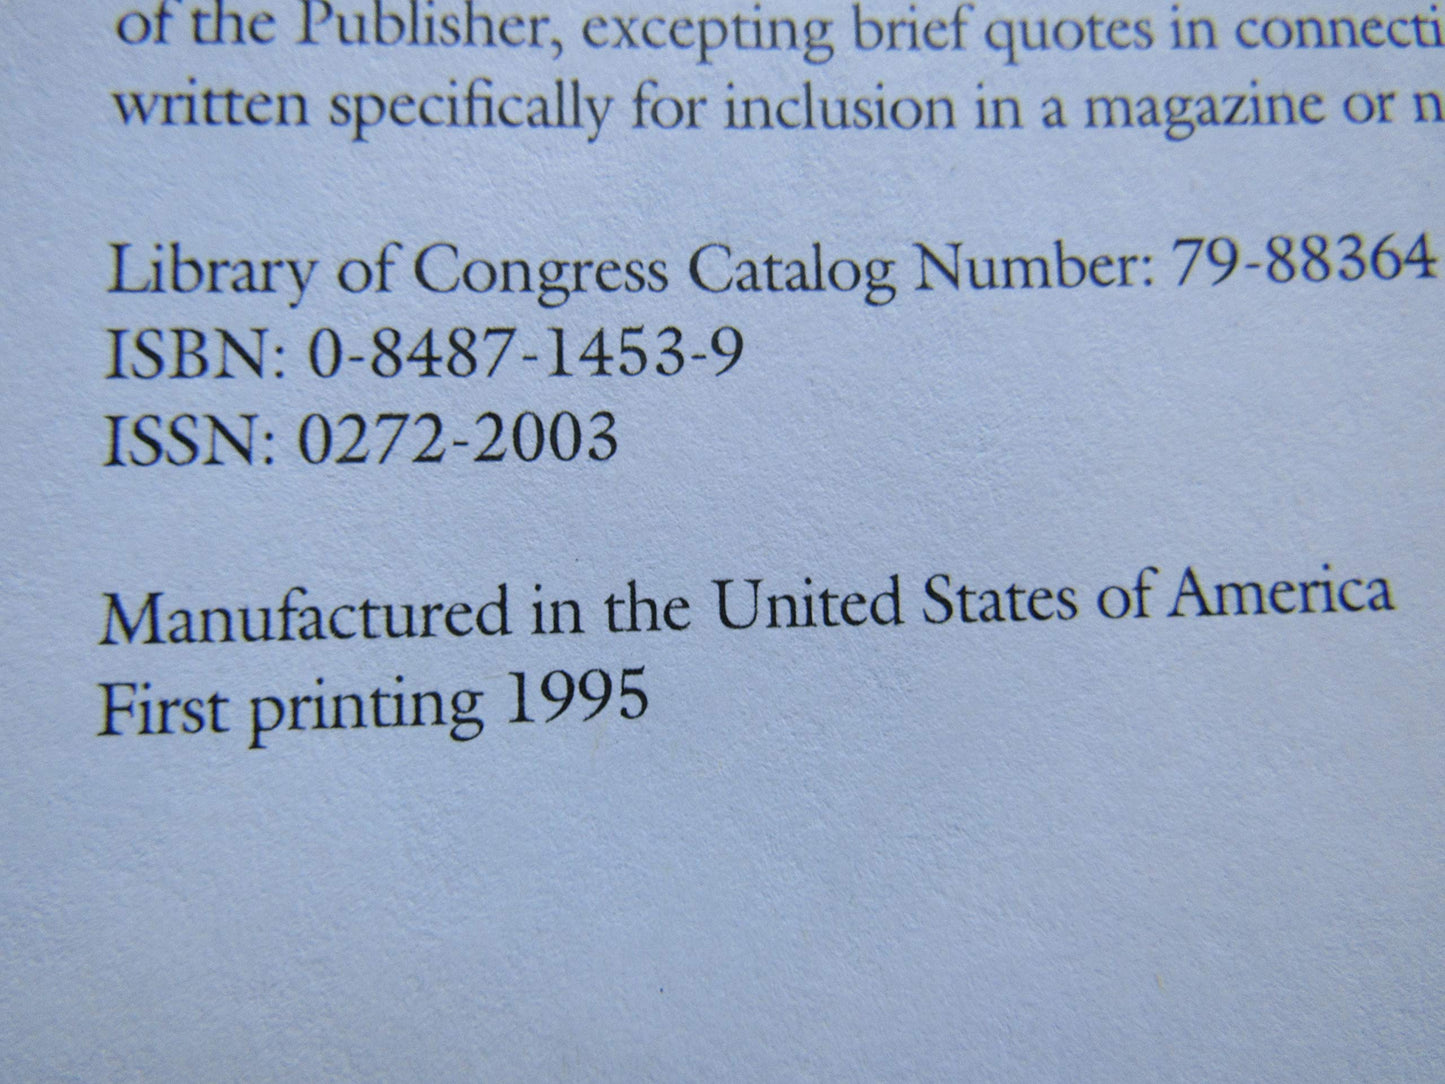 of the Publisher, excepting brief quotes in connecti
written specifically for inclusion in a magazine or n
Library of Congress Catalog Number: 79-88364
ISBN: 0-8487-1453-9
ISSN: 0272-2003
Manufactured in the United States of America
First printing 1995